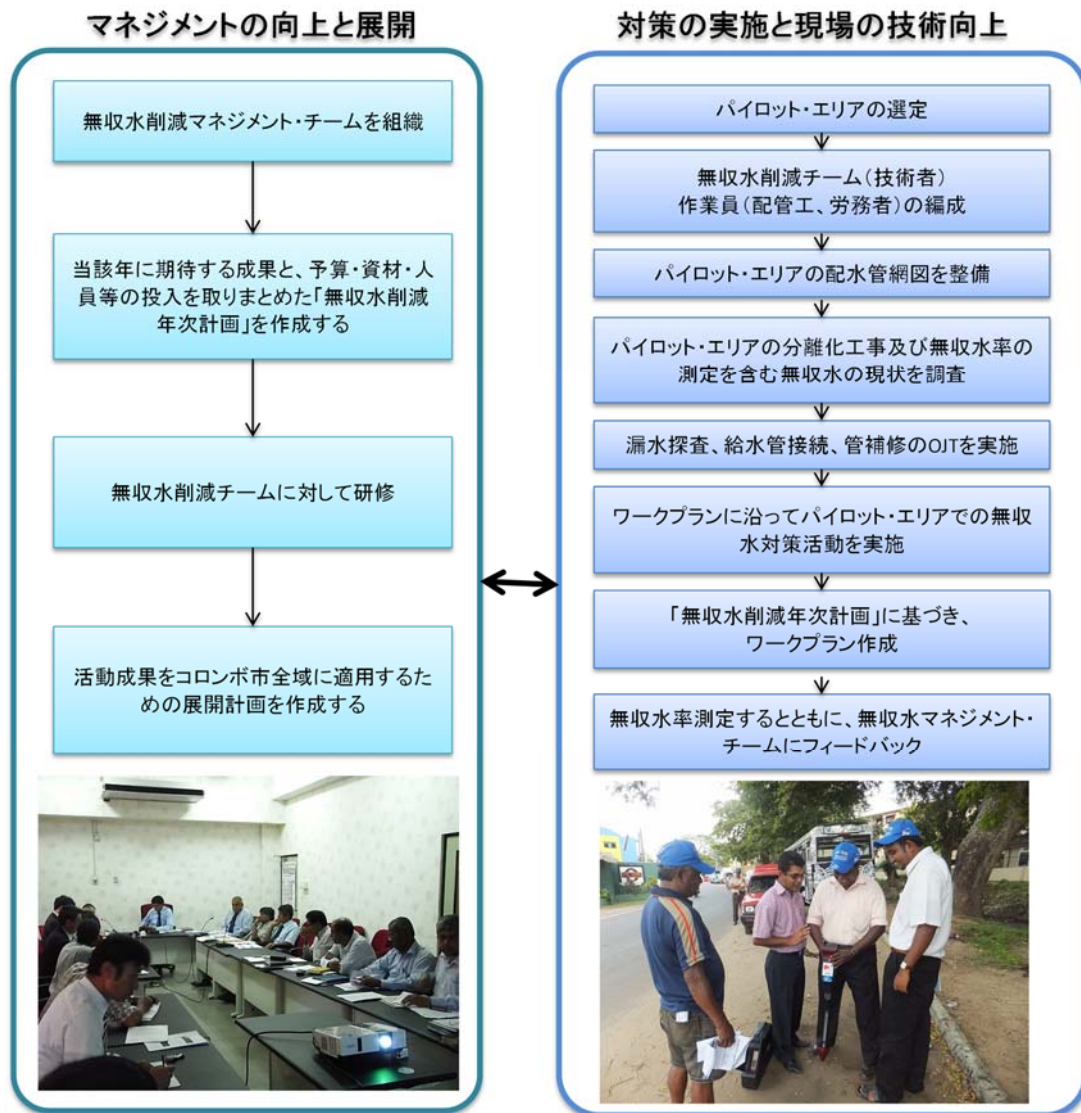 マネジメントの向上と展開
無収水削減マネジメント・チームを組織
当該年に期待する成果と、予算・資材・人
員等の投入を取りまとめた「無収水削減
年次計画」を作成する
無収水削減チームに対して研修
活動成果をコロンボ市全域に適用するた
めの展開計画を作成する
対策の実施と現場の技術向上
パイロット・エリアの選定
無収水削減チーム(技術者)
作業員(配管工、労務者)の編成
パイロット・エリアの配水管網図を整備
パイロット・エリアの分離化工事及び無収水率の
測定を含む無収水の現状を調査
漏水探査、給水管接続、管補修のOJTを実施
ワークプランに沿ってパイロット・エリアでの無収
水対策活動を実施
「無収水削減年次計画」に基づき、
ワークプラン作成
無収水率測定するとともに、無収水マネジメント・
チームにフィードバック